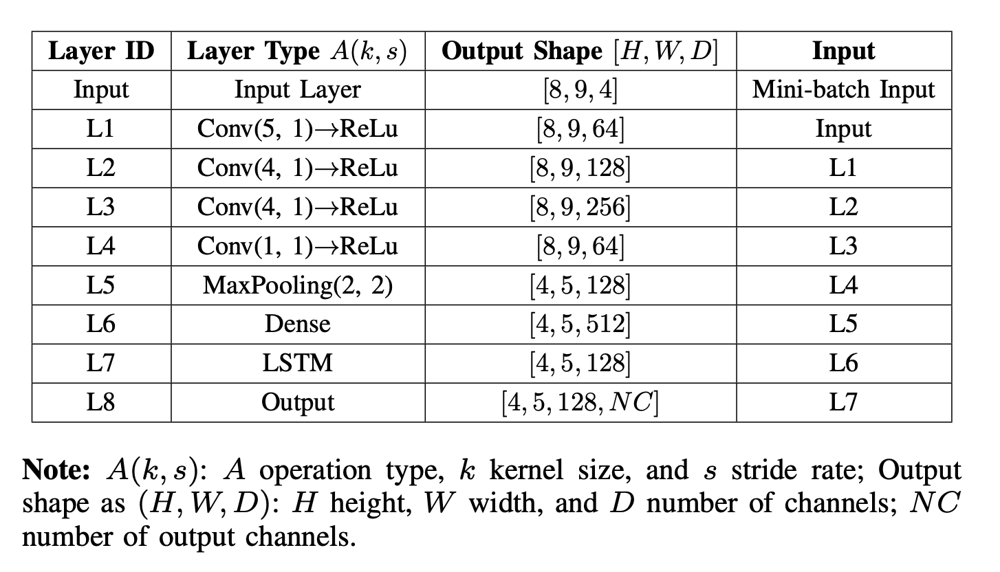 Layer ID Layer Type A(k, s) Output Shape [H, W, D] Input
Input Input Layer [8, 9, 4] Mini-batch Input
L1 Conv(5, 1)→ReLu [8, 9, 64] Input
L2 Conv(4, 1)→ReLu [8, 9, 128] L1
L3 Conv(4, 1)→ReLu [8, 9, 256] L2
L4 Conv(1, 1)→ReLu [8, 9, 64] L3
L5 MaxPooling(2, 2) [4, 5, 128] L4
L6 Dense [4, 5, 512] L5
L7 LSTM [4, 5, 128] L6
L8 Output [4, 5, 128, NC] L7
Note: A(k, s): A operation type, k kernel size, and s stride rate; Output
shape as (H, W, D): H height, W width, and D number of channels; NC
number of output channels.